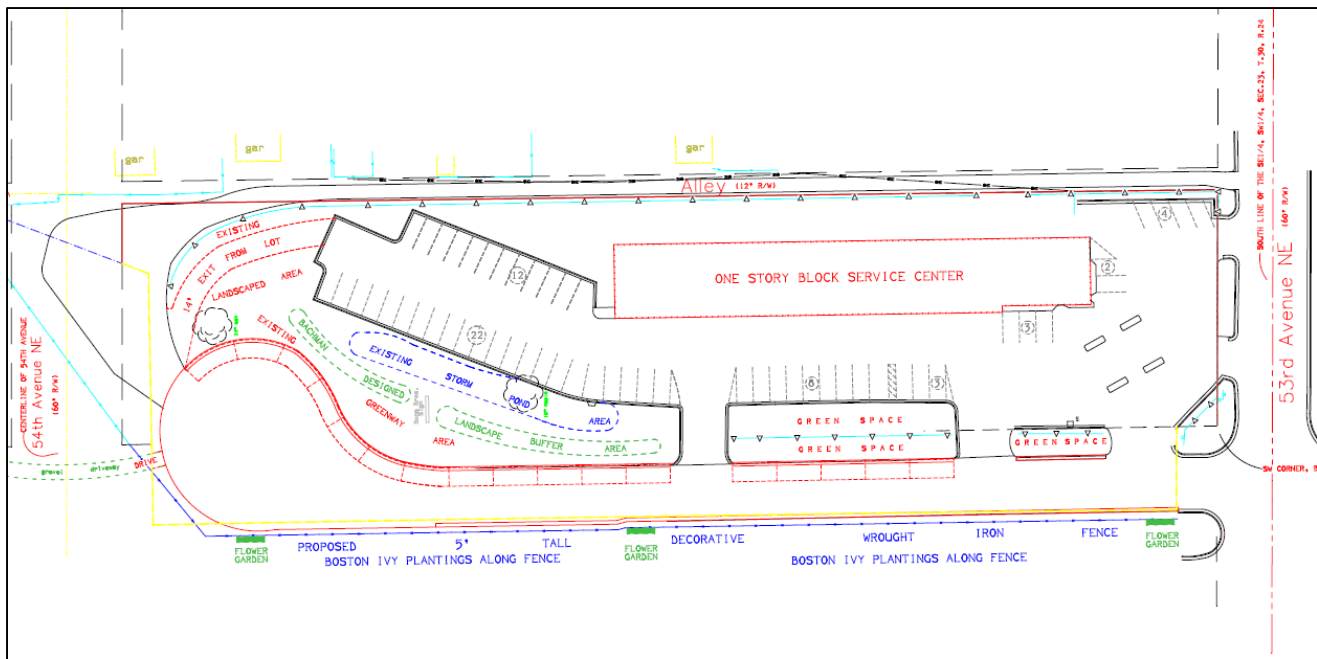 gar
gar
gar
Alley (12' R/W)
SOUTH LINE OF THE SE1/4, SW1/4, SEC.23, T.30, R.24
53rd Avenue NE (60' R/W)
4
2
EXISTING
EXIT FROM LOT
14'
LANDSCAPED AREA
12
ONE STORY BLOCK SERVICE CENTER
3
22
EXISTING
GREENWAY
AREA
BACHMAN
DESIGNED
LANDSCAPE BUFFER
AREA
EXISTING
STORM
POND
AREA
8
3
GREEN SPACE
GREEN SPACE
S
GREEN SPACE
CENTERLINE OF 54TH AVENUE
54th Avenue NE
(60' R/W)
gravel driveway
DRIVE
SW CORNER, B
FLOWER
GARDEN
FLOWER
GARDEN
FLOWER
GARDEN
PROPOSED 5' TALL DECORATIVE WROUGHT IRON FENCE
BOSTON IVY PLANTINGS ALONG FENCE
BOSTON IVY PLANTINGS ALONG FENCE